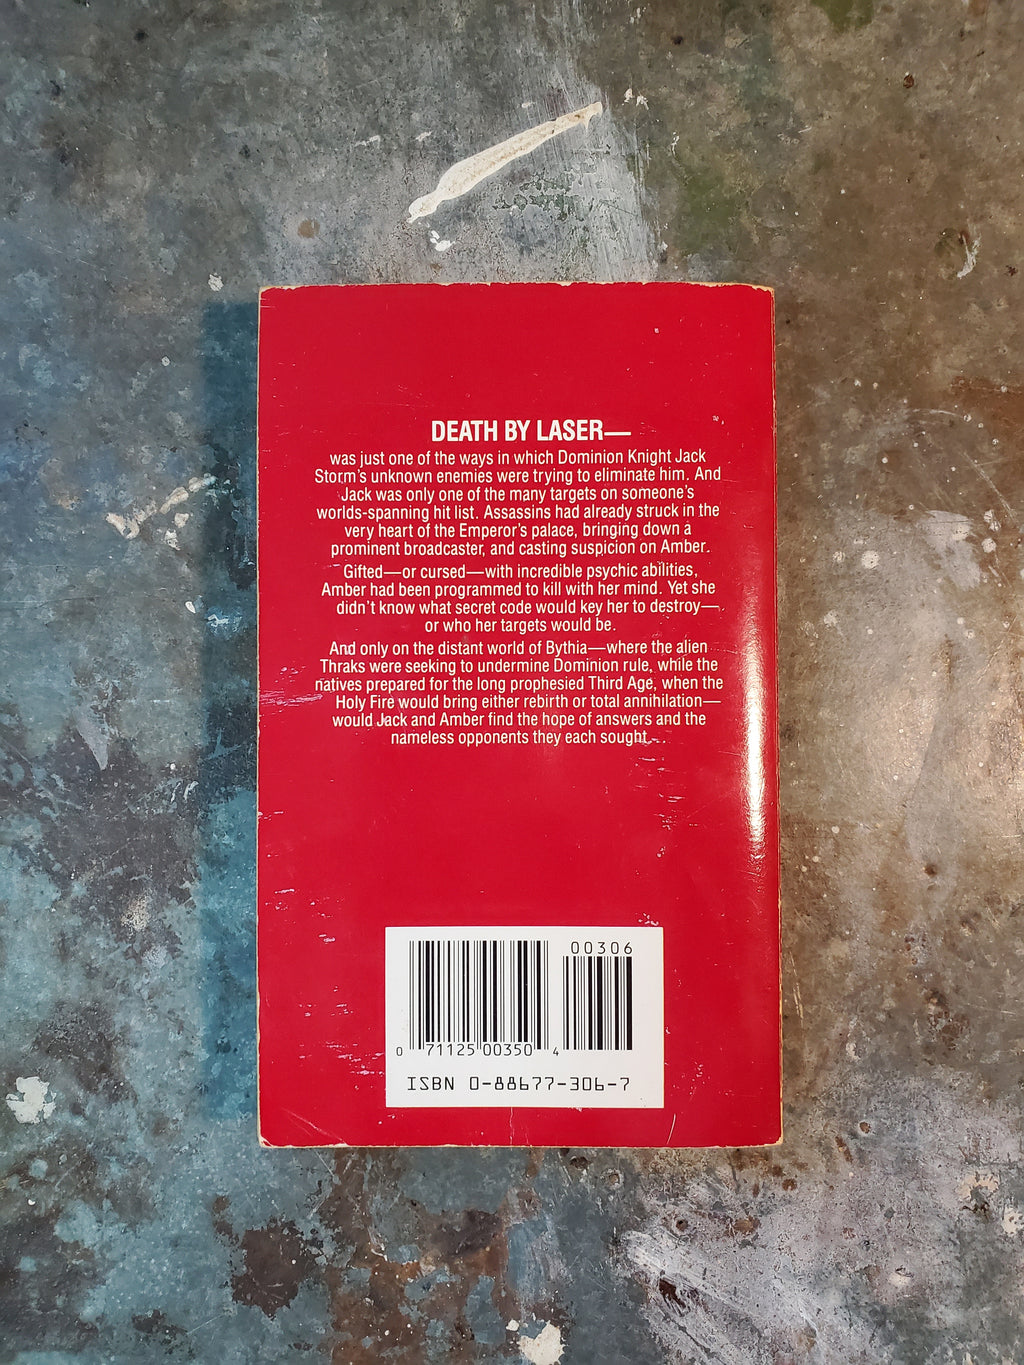 DEATH BY LASER—
was just one of the ways in which Dominion Knight Jack
Storm's unknown enemies were trying to eliminate him. And
Jack was only one of the many targets on someone's
worlds-spanning hit list. Assassins had already struck in the
very heart of the Emperor's palace, bringing down a
prominent broadcaster, and casting suspicion on Amber.
Gifted—or cursed—with incredible psychic abilities,
Amber had been programmed to kill with her mind. Yet she
didn't know what secret code would key her to destroy—
or who her targets would be.
And only on the distant world of Bythia—where the alien
Thraks were seeking to undermine Dominion rule, while the
natives prepared for the long prophesied Third Age, when the
Holy Fire would bring either rebirth or total annihilation—
would Jack and Amber find the hope of answers and the
nameless opponents they each sought . . .
00306
0 71125 00350 4
ISBN 0-88677-306-7